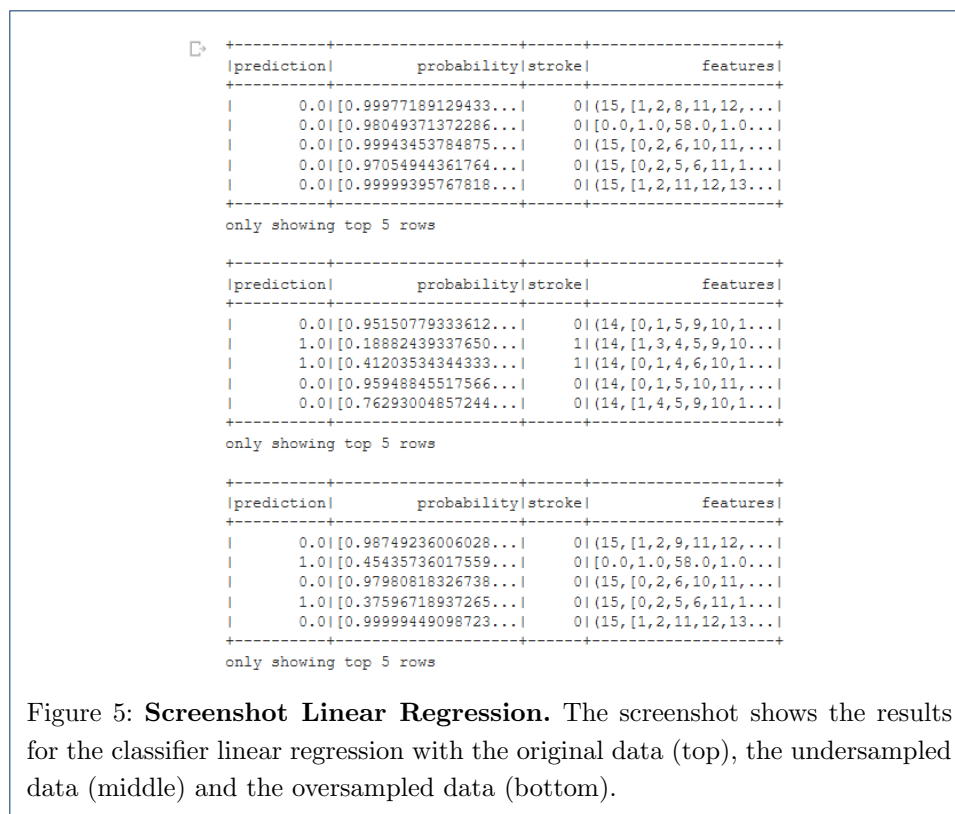 +----------+--------------------+------+--------------------+
|prediction|         probability|stroke|            features|
+----------+--------------------+------+--------------------+
|       0.0|[0.99977189129433...|     0|(15,[1,2,8,11,12,...|
|       0.0|[0.98049371372286...|     0|[0.0,1.0,58.0,1.0...|
|       0.0|[0.99943453784875...|     0|(15,[0,2,6,10,11,...|
|       0.0|[0.97054944361764...|     0|(15,[0,2,5,6,11,1...|
|       0.0|[0.99999395767818...|     0|(15,[1,2,11,12,13...|
+----------+--------------------+------+--------------------+
only showing top 5 rows
+----------+--------------------+------+--------------------+
|prediction|         probability|stroke|            features|
+----------+--------------------+------+--------------------+
|       0.0|[0.95150779333612...|     0|(14,[0,1,5,9,10,1...|
|       1.0|[0.18882439337650...|     1|(14,[1,3,4,5,9,10...|
|       1.0|[0.41203534344333...|     1|(14,[0,1,4,6,10,1...|
|       0.0|[0.95948845517566...|     0|(14,[0,1,5,10,11,...|
|       0.0|[0.76293004857244...|     0|(14,[1,4,5,9,10,1...|
+----------+--------------------+------+--------------------+
only showing top 5 rows
+----------+--------------------+------+--------------------+
|prediction|         probability|stroke|            features|
+----------+--------------------+------+--------------------+
|       0.0|[0.98749236006028...|     0|(15,[1,2,9,11,12,...|
|       1.0|[0.45435736017559...|     0|[0.0,1.0,58.0,1.0...|
|       0.0|[0.97980818326738...|     0|(15,[0,2,6,10,11,...|
|       1.0|[0.37596718937265...|     0|(15,[0,2,5,6,11,1...|
|       0.0|[0.99999449098723...|     0|(15,[1,2,11,12,13...|
+----------+--------------------+------+--------------------+
only showing top 5 rows
Figure 5: Screenshot Linear Regression. The screenshot shows the results
for the classifier linear regression with the original data (top), the undersampled
data (middle) and the oversampled data (bottom).